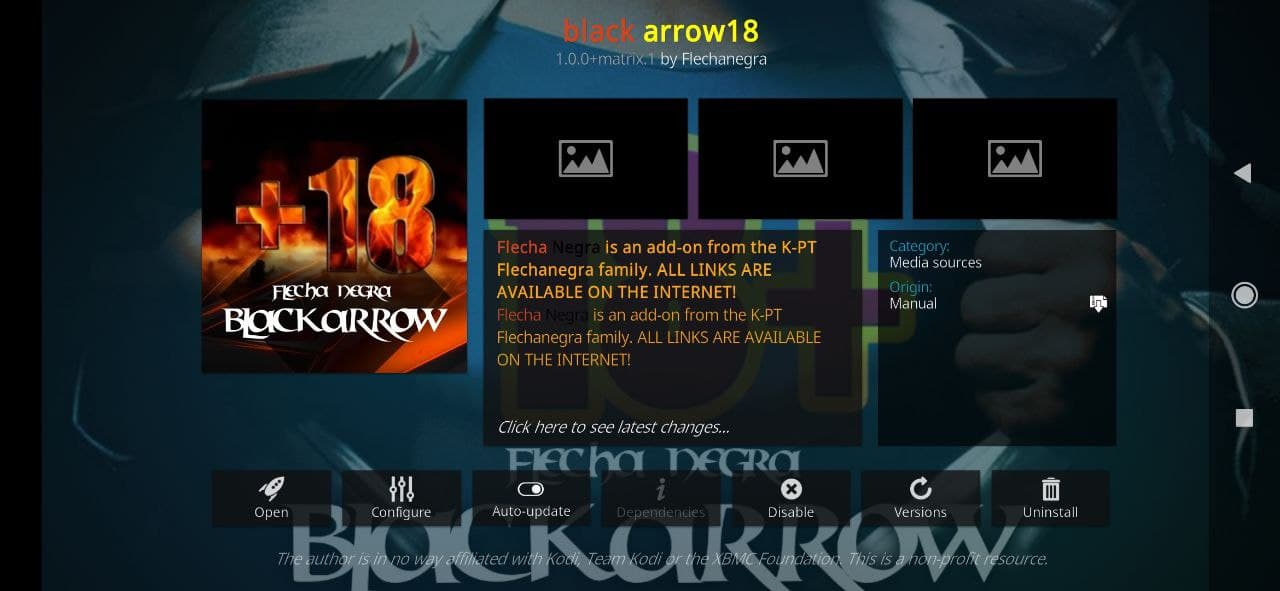 black arrow18
1.0.0+matrix.1 by Flechanegra
+18
Flecha Negra
BlackARROW
Flecha Negra is an add-on from the K-PT
Flechanegra family. ALL LINKS ARE
AVAILABLE ON THE INTERNET!
Flecha Negra is an add-on from the K-PT
Flechanegra family. ALL LINKS ARE AVAILABLE
ON THE INTERNET!
Click here to see latest changes...
Category:
Media sources
Origin:
Manual
18+
Flecha Negra
BlackARROW
Open
Configure
Auto-update
Dependencies
Disable
Versions
Uninstall
The author is in no way affiliated with Kodi, Team Kodi or the XBMC Foundation. This is a non-profit resource.